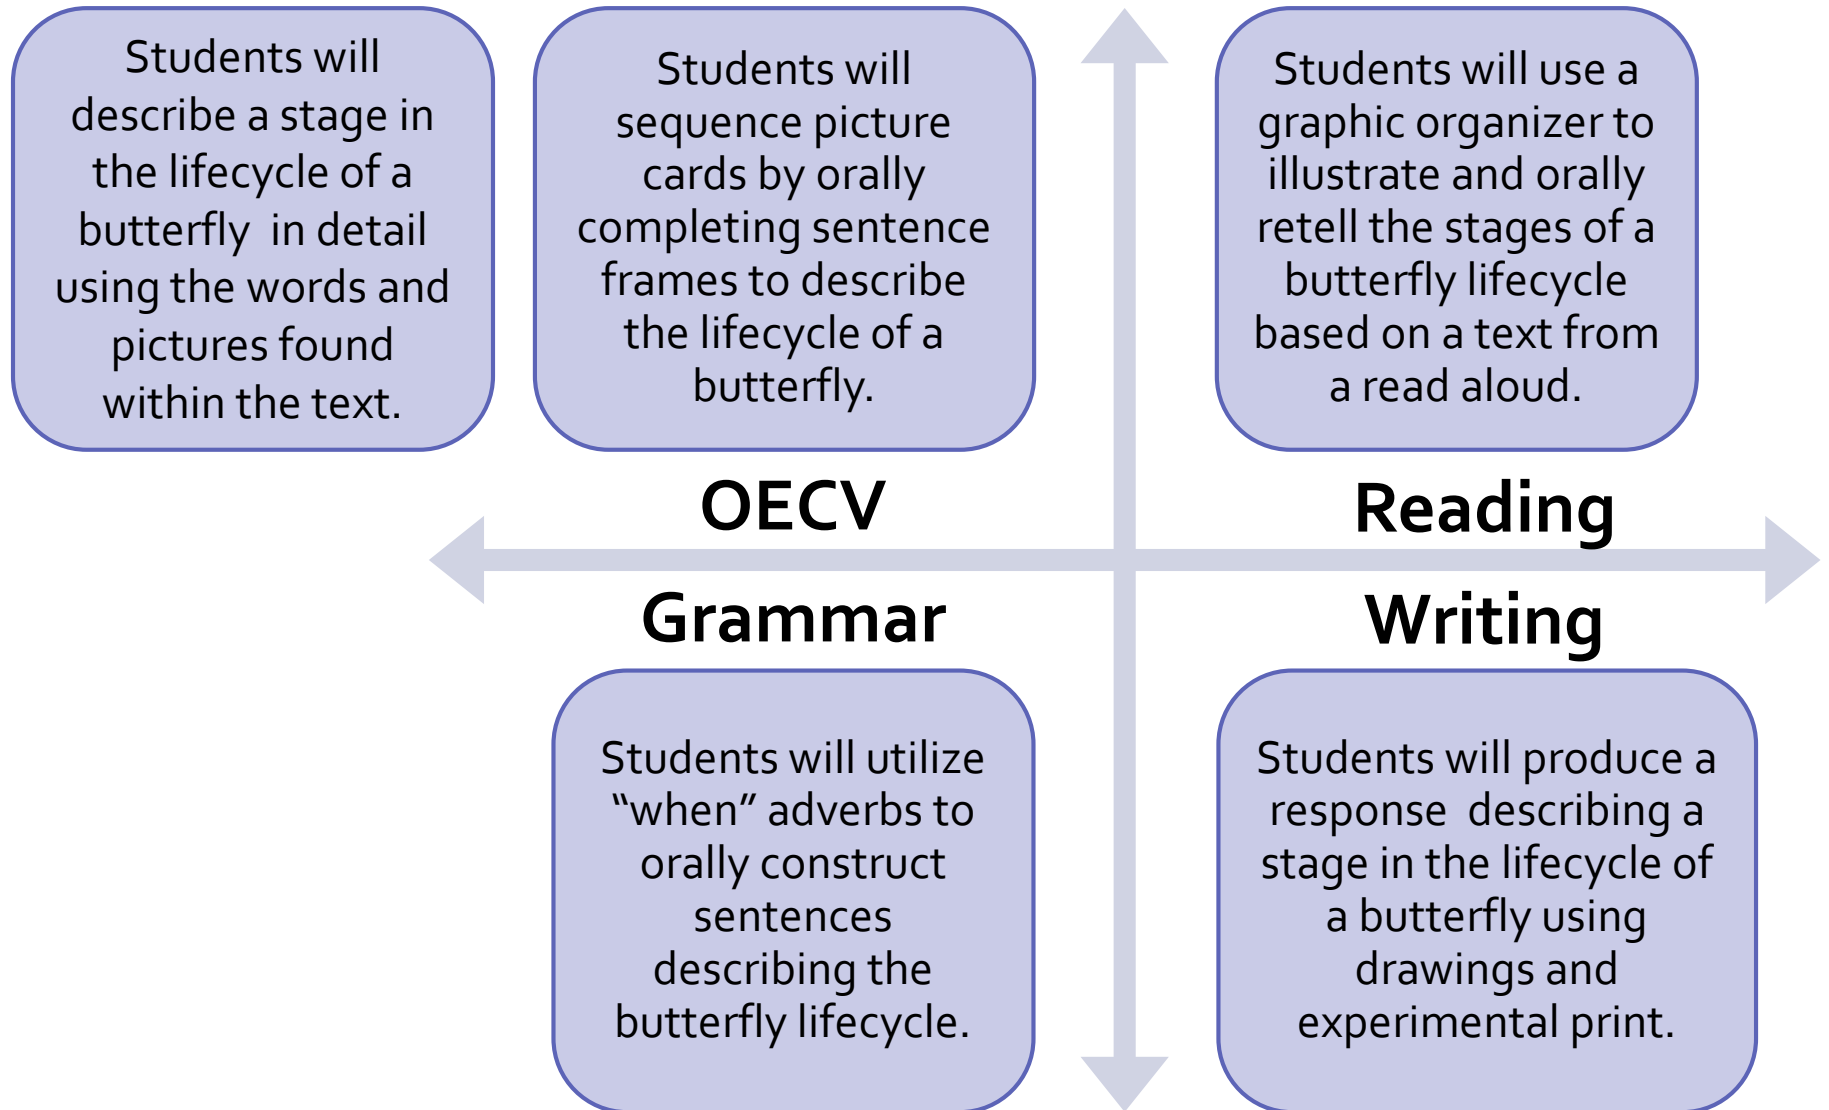 Students will
describe a stage in
the lifecycle of a
butterfly  in detail
using the words and
pictures found
within the text.
Students will
sequence picture
cards by orally
completing sentence
frames to describe
the lifecycle of a
butterfly.
Students will use a
graphic organizer to
illustrate and orally
retell the stages of a
butterfly lifecycle
based on a text from
a read aloud.
OECV
Reading
Grammar
Writing
Students will utilize
“when” adverbs to
orally construct
sentences
describing the
butterfly lifecycle.
Students will produce a
response  describing a
stage in the lifecycle of
a butterfly using
drawings and
experimental print.